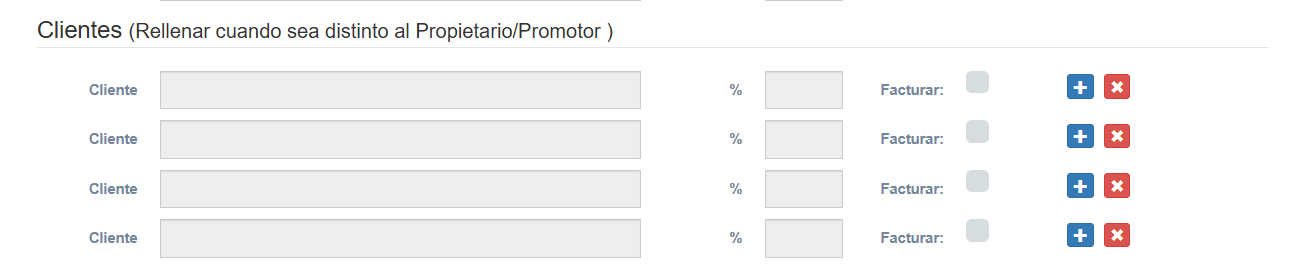 Clientes (Rellenar cuando sea distinto al Propietario/Promotor )
Cliente % Facturar:
Cliente % Facturar:
Cliente % Facturar:
Cliente % Facturar: